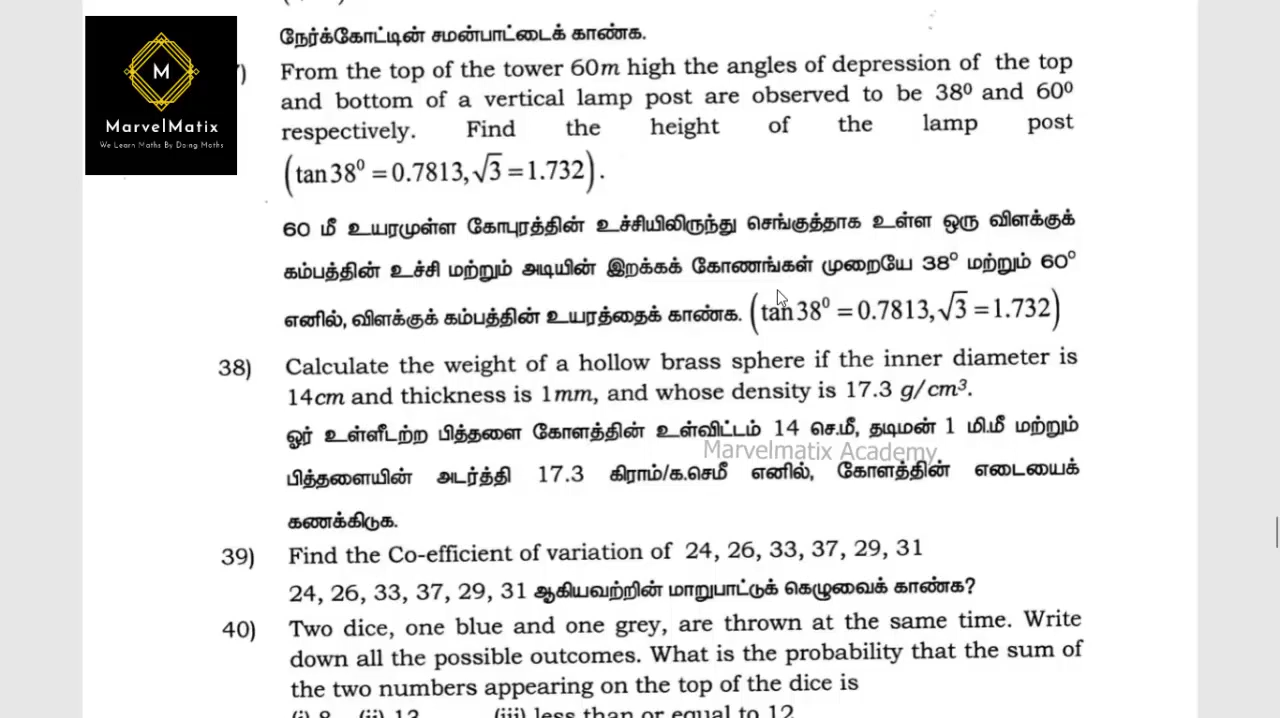 நேர்க்கோட்டின் சமன்பாட்டைக் காண்க.
M
MarvelMatix
We Learn Maths By Doing Maths
7) From the top of the tower 60m high the angles of depression of the top
and bottom of a vertical lamp post are observed to be 38⁰ and 60⁰
respectively. Find the height of the lamp post
(tan38⁰ = 0.7813, √3 = 1.732).
60 மீ உயரமுள்ள கோபுரத்தின் உச்சியிலிருந்து செங்குத்தாக உள்ள ஒரு விளக்குக்
கம்பத்தின் உச்சி மற்றும் அடியின் இறக்கக் கோணங்கள் முறையே 38° மற்றும் 60°
எனில், விளக்குக் கம்பத்தின் உயரத்தைக் காண்க. (tan38⁰ = 0.7813, √3 = 1.732)
38) Calculate the weight of a hollow brass sphere if the inner diameter is
14cm and thickness is 1mm, and whose density is 17.3 g/cm³.
ஓர் உள்ளீடற்ற பித்தளை கோளத்தின் உள்விட்டம் 14 செ.மீ, தடிமன் 1 மி.மீ மற்றும்
Marvelmatix Academy
பித்தளையின் அடர்த்தி 17.3 கிராம்/க.செமீ எனில், கோளத்தின் எடையைக்
கணக்கிடுக.
39) Find the Co-efficient of variation of 24, 26, 33, 37, 29, 31
24, 26, 33, 37, 29, 31 ஆகியவற்றின் மாறுபாட்டுக் கெழுவைக் காண்க?
40) Two dice, one blue and one grey, are thrown at the same time. Write
down all the possible outcomes. What is the probability that the sum of
the two numbers appearing on the top of the dice is
(i) 8 (ii) 13 (iii) less than or equal to 12